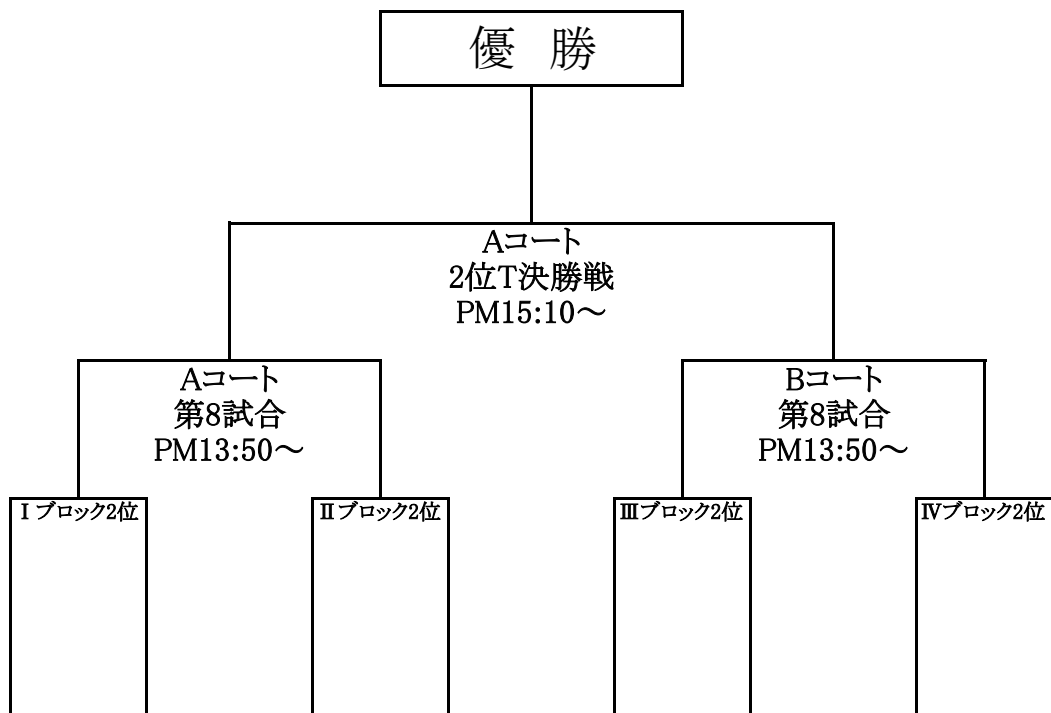 優 勝
Aコート
2位T決勝戦
PM15:10～
Aコート
第8試合
PM13:50～
Bコート
第8試合
PM13:50～
Ⅰブロック2位
Ⅱブロック2位
Ⅲブロック2位
Ⅳブロック2位